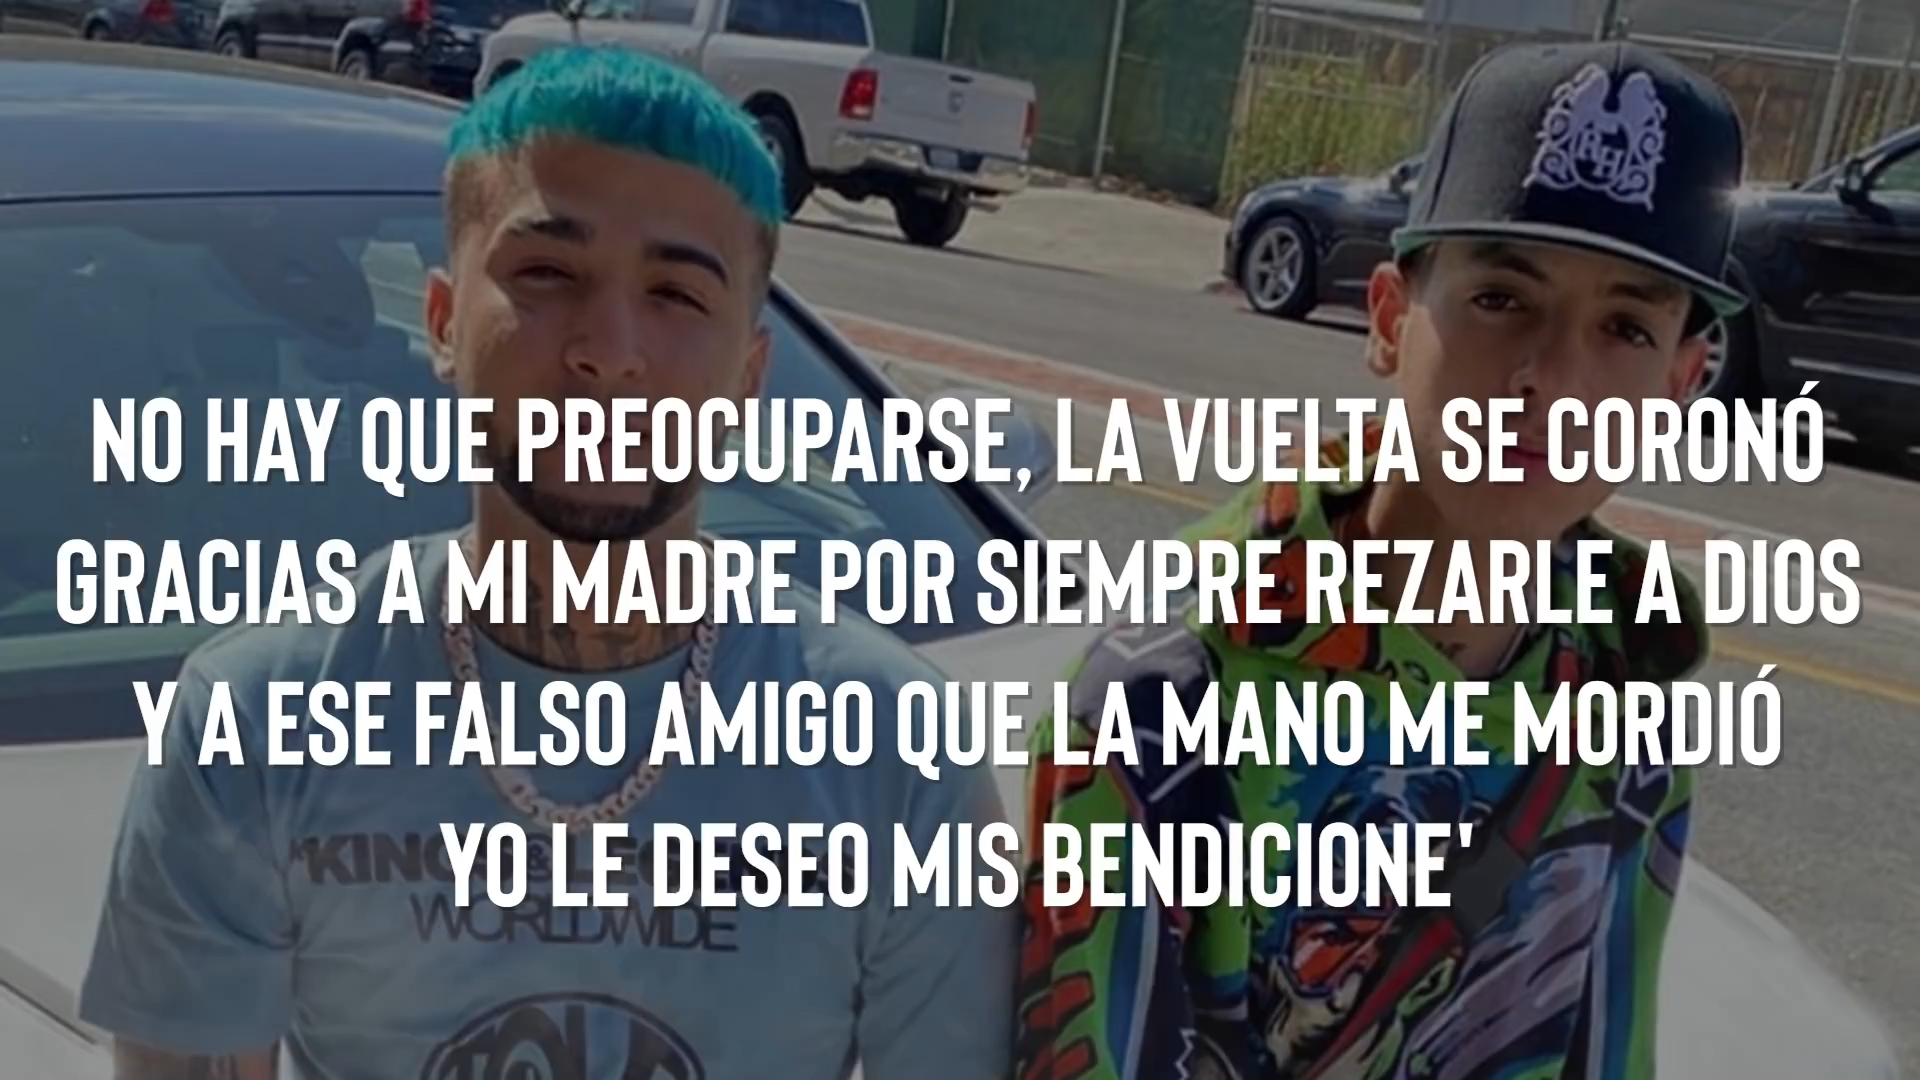 NO HAY QUE PREOCUPARSE, LA VUELTA SE CORONÓ
GRACIAS A MI MADRE POR SIEMPRE REZARLE A DIOS
Y A ESE FALSO AMIGO QUE LA MANO ME MORDIÓ
YO LE DESEO MIS BENDICIONE'
WORLDWIDE